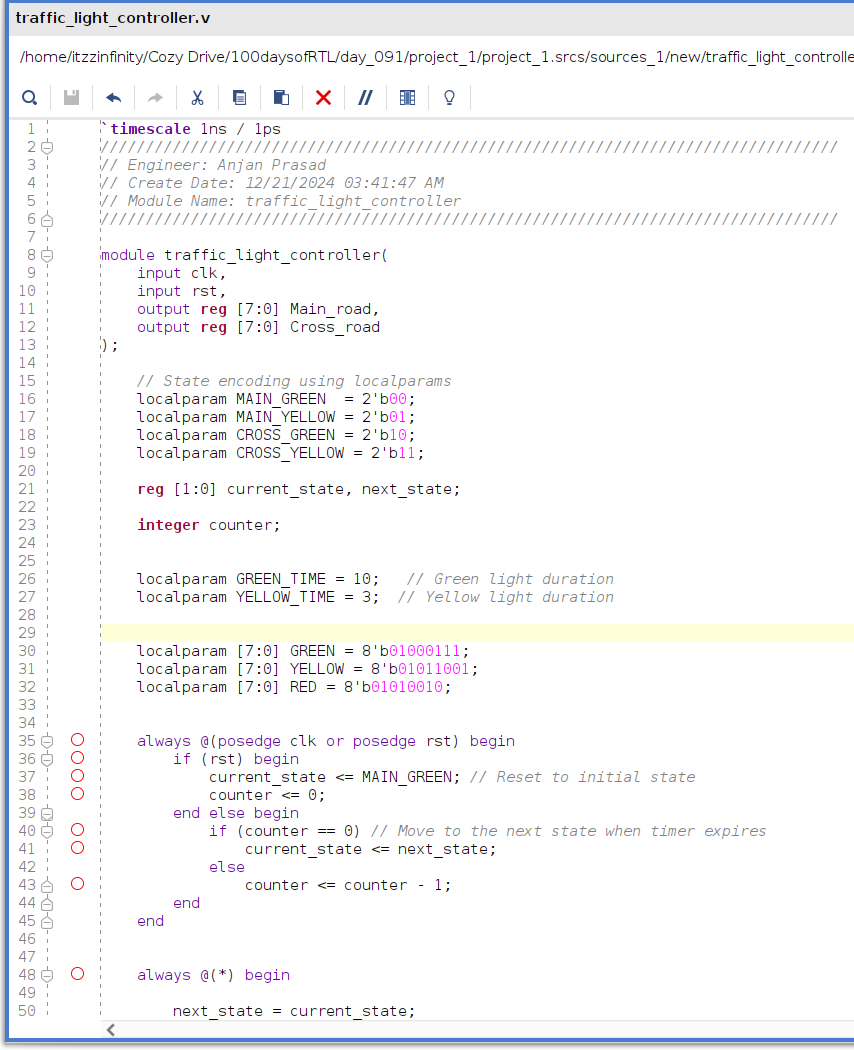 traffic_light_controller.v
/home/itzzinfinity/Cozy Drive/100daysofRTL/day_091/project_1/project_1.srcs/sources_1/new/traffic_light_controlle
1 `timescale 1ns / 1ps
2 //////////////////////////////////////////////////////////////////////////////////
3 // Engineer: Anjan Prasad
4 // Create Date: 12/21/2024 03:41:47 AM
5 // Module Name: traffic_light_controller
6 //////////////////////////////////////////////////////////////////////////////////
7
8 module traffic_light_controller(
9     input clk,
10     input rst,
11     output reg [7:0] Main_road,
12     output reg [7:0] Cross_road
13 );
14
15     // State encoding using localparams
16     localparam MAIN_GREEN  = 2'b00;
17     localparam MAIN_YELLOW = 2'b01;
18     localparam CROSS_GREEN = 2'b10;
19     localparam CROSS_YELLOW = 2'b11;
20
21     reg [1:0] current_state, next_state;
22
23     integer counter;
24
25
26     localparam GREEN_TIME = 10;   // Green light duration
27     localparam YELLOW_TIME = 3;  // Yellow light duration
28
29
30     localparam [7:0] GREEN = 8'b01000111;
31     localparam [7:0] YELLOW = 8'b01011001;
32     localparam [7:0] RED = 8'b01010010;
33
34
35     always @(posedge clk or posedge rst) begin
36         if (rst) begin
37             current_state <= MAIN_GREEN; // Reset to initial state
38             counter <= 0;
39         end else begin
40             if (counter == 0) // Move to the next state when timer expires
41                 current_state <= next_state;
42             else
43                 counter <= counter - 1;
44         end
45     end
46
47
48     always @(*) begin
49
50         next_state = current_state;